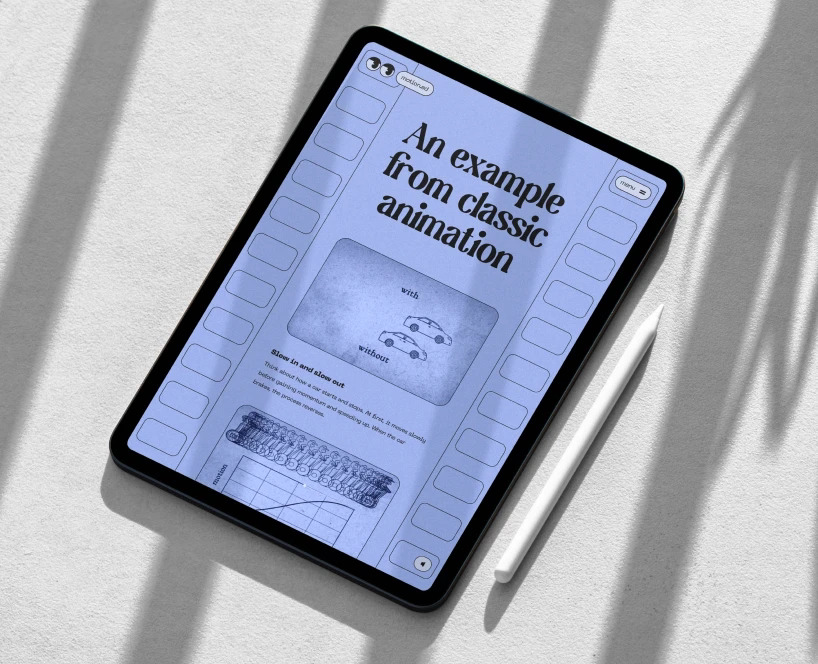 motionad
menu
An example
from classic
animation
with
without
Slow in and slow out
Think about how a car starts and stops. At first, it moves slowly
before gaining momentum and speeding up. When the car
brakes, the process reverses.
motion